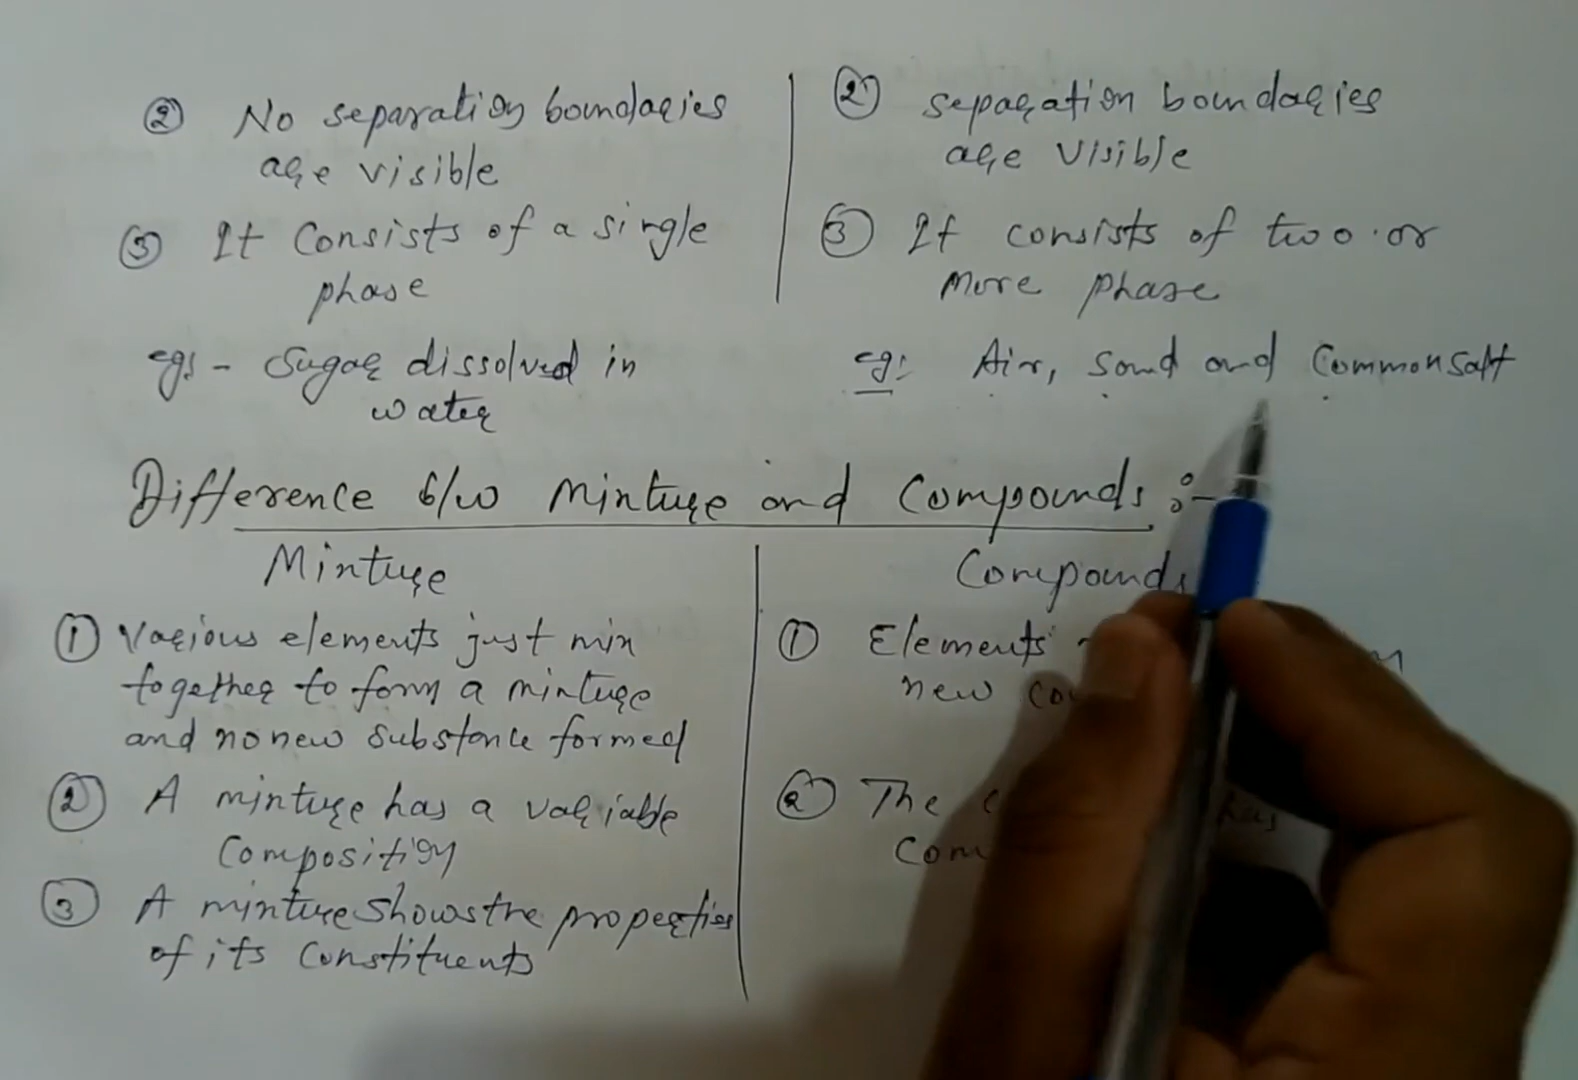 ② No separation boundaries
are visible
③ It Consists of a single
phase
egs - Sugar dissolved in
water
② separation boundaries
are visible
③ It consists of two or
more phase
eg: Air, sand and Common salt
Difference b/w Mixture and Compounds :-
Mixture
① Various elements just mix
together to form a mixture
and no new substance formed
② A mixture has a variable
Composition
③ A mixture shows the properties
of its Constituents
Compounds
① Elements
new
② The has